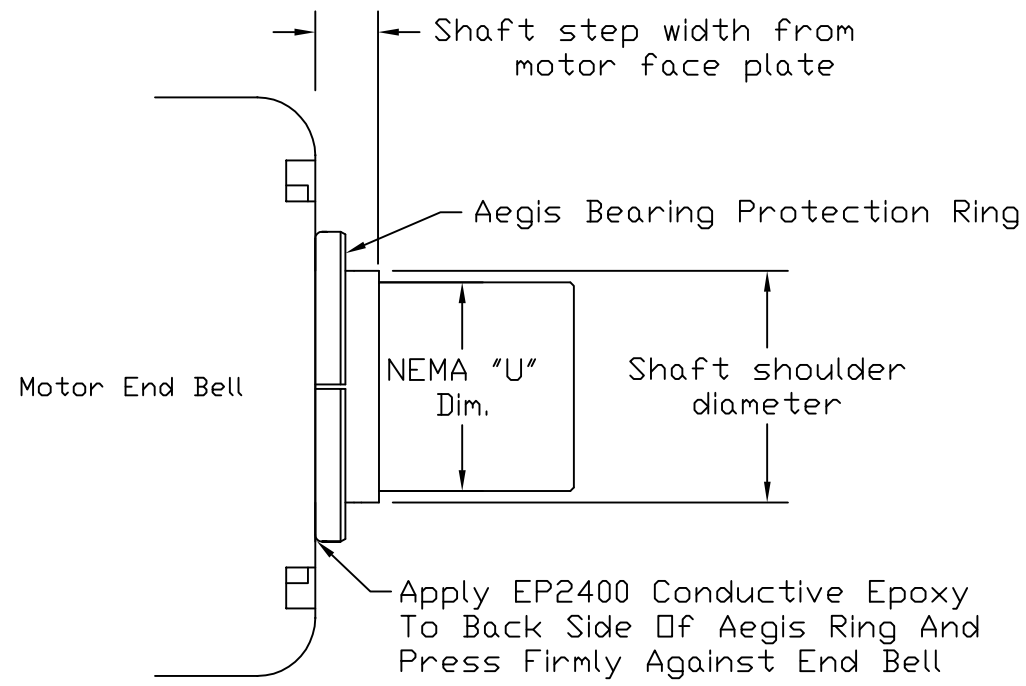 Shaft step width from
motor face plate
Aegis Bearing Protection Ring
NEMA "U"
Dim.
Shaft shoulder
diameter
Motor End Bell
Apply EP2400 Conductive Epoxy
To Back Side Of Aegis Ring And
Press Firmly Against End Bell